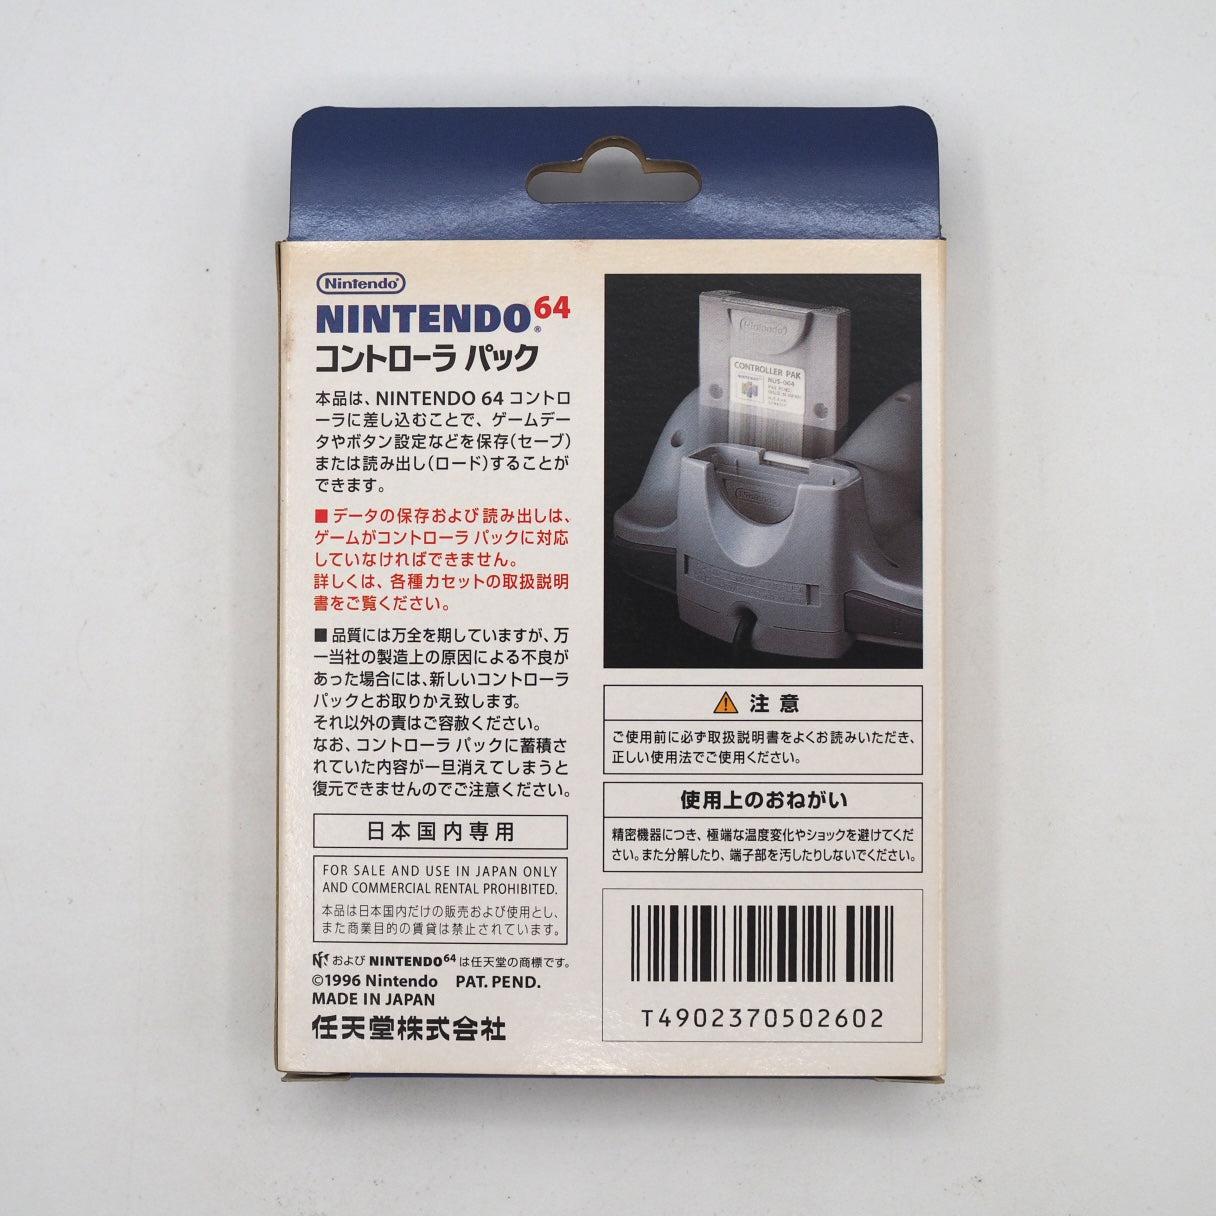 Nintendo®
NINTENDO64®
コントローラ パック
本品は、NINTENDO 64 コントロ
ーラに差し込むことで、ゲームデー
タやボタン設定などを保存(セーブ)
または読み出し(ロード)することが
できます。
■ データの保存および読み出しは、
ゲームがコントローラ パックに対応
していなければできません。
詳しくは、各種カセットの取扱説明
書をご覧ください。
■ 品質には万全を期していますが、万
一当社の製造上の原因による不良が
あった場合には、新しいコントローラ
パックとお取りかえ致します。
それ以外の責はご容赦ください。
なお、コントローラ パックに蓄積さ
れていた内容が一旦消えてしまうと
復元できませんのでご注意ください。
日本国内専用
FOR SALE AND USE IN JAPAN ONLY
AND COMMERCIAL RENTAL PROHIBITED.
本品は日本国内だけの販売および使用とし、
また商業目的の賃貸は禁止されています。
および NINTENDO64 は任天堂の商標です。
©1996 Nintendo PAT. PEND.
MADE IN JAPAN
任天堂株式会社
Nintendo
CONTROLLER PAK
NUS-004
Nintendo
注意
ご使用前に必ず取扱説明書をよくお読みいただき、
正しい使用法でご使用ください。
使用上のおねがい
精密機器につき、極端な温度変化やショックを避けてくだ
さい。また分解したり、端子部を汚したりしないでください。
T4902370502602